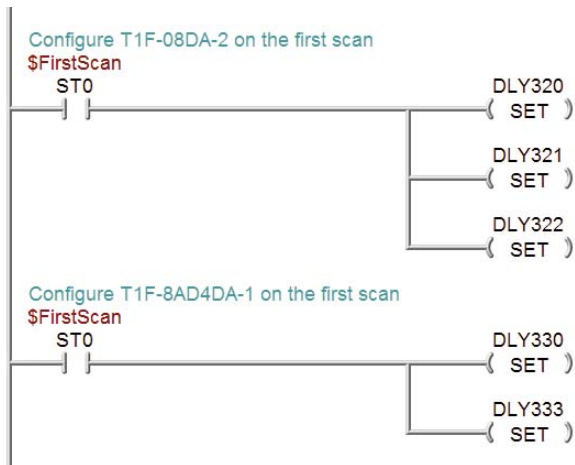 Configure T1F-08DA-2 on the first scan
$FirstScan
ST0
DLY320
SET
DLY321
SET
DLY322
SET
Configure T1F-8AD4DA-1 on the first scan
$FirstScan
ST0
DLY330
SET
DLY333
SET